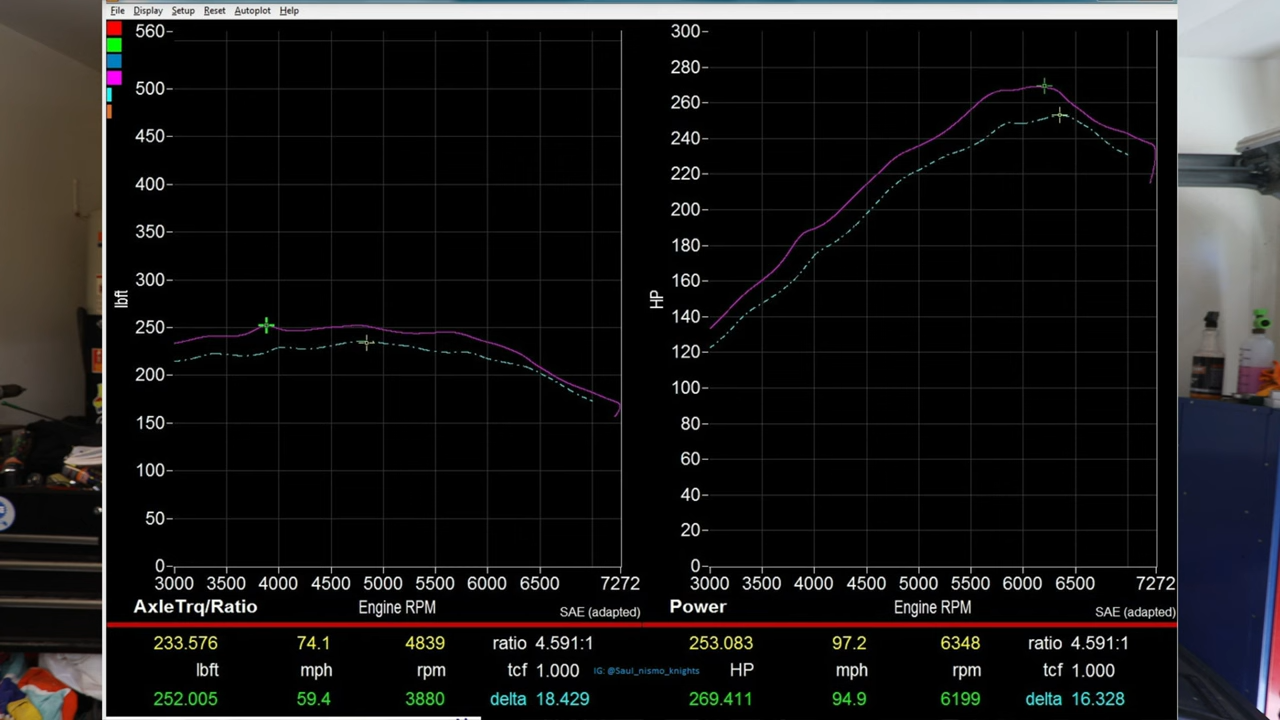 File Display Setup Reset Autoplot Help
560
500
450
400
350
300
250
200
150
100
50
0
lbft
3000 3500 4000 4500 5000 5500 6000 6500 7272
AxleTrq/Ratio Engine RPM SAE (adapted)
300
280
260
240
220
200
180
160
140
120
100
80
60
40
20
0
HP
3000 3500 4000 4500 5000 5500 6000 6500 7272
Power Engine RPM SAE (adapted)
233.576 74.1 4839 ratio 4.591:1 253.083 97.2 6348 ratio 4.591:1
lbft mph rpm tcf 1.000 IG: @Saul_nismo_knights HP mph rpm tcf 1.000
252.005 59.4 3880 delta 18.429 269.411 94.9 6199 delta 16.328